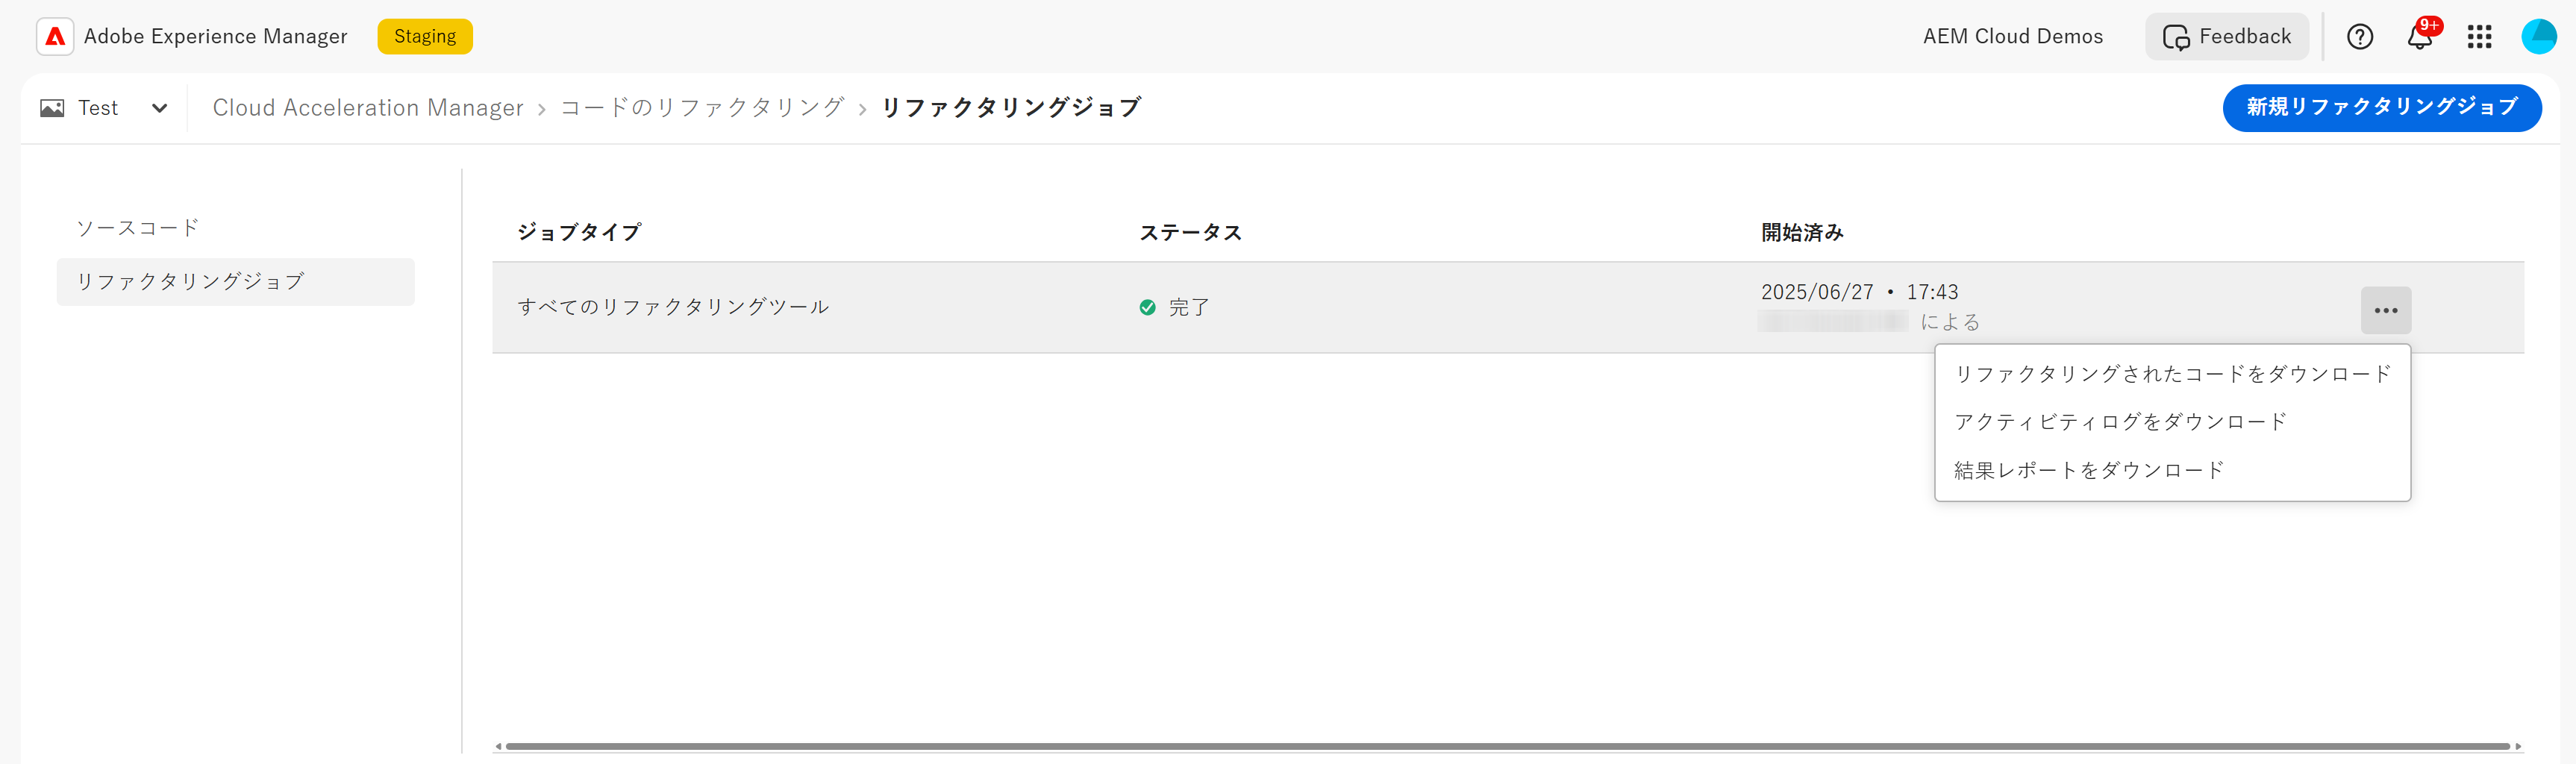 Adobe Experience Manager Staging AEM Cloud Demos Feedback 9+
Test Cloud Acceleration Manager › コードのリファクタリング › リファクタリングジョブ 新規リファクタリングジョブ
ソースコード
リファクタリングジョブ
ジョブタイプ ステータス 開始済み
すべてのリファクタリングツール 完了 2025/06/27 • 17:43
による
リファクタリングされたコードをダウンロード
アクティビティログをダウンロード
結果レポートをダウンロード